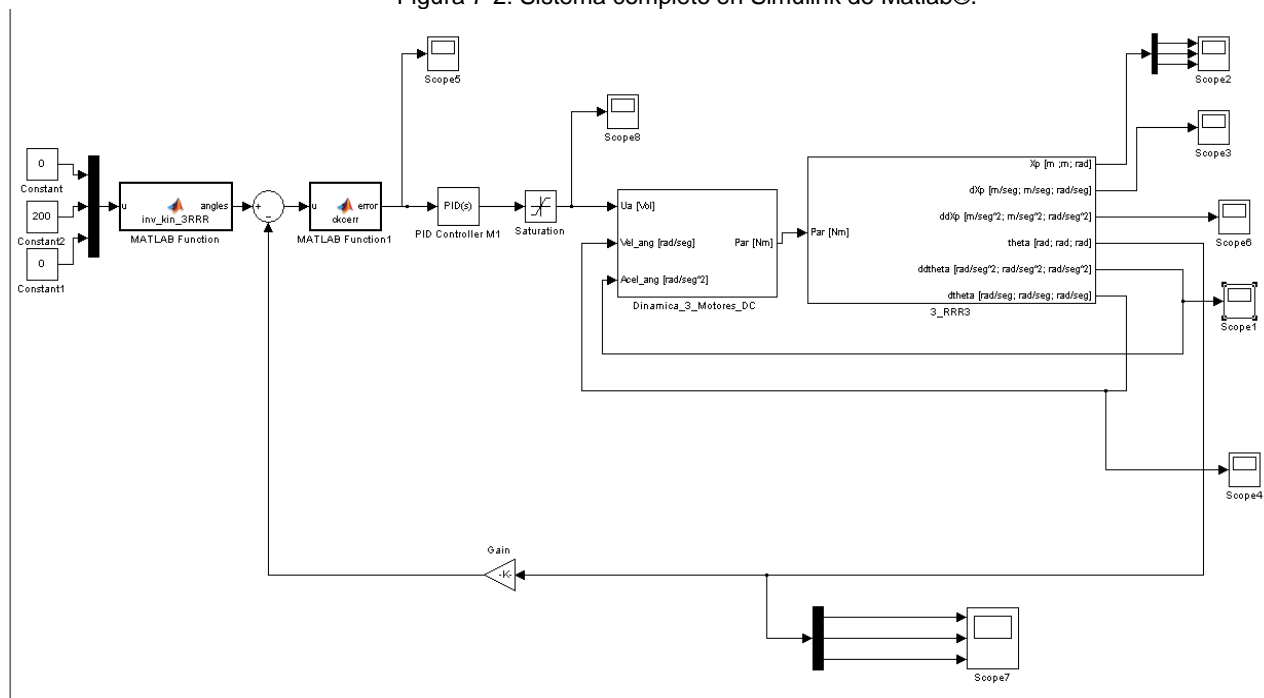 Figura 7-2. Sistema completo en Simulink de Matlab®.
Scope5
Scope2
Scope8
Scope3
0
Constant
200
Constant2
0
Constant1
u angles
inv_kin_3RRR
MATLAB Function
+
-
u error
ckcerr
MATLAB Function1
PID(s)
PID Controller M1
Saturation
Ua [Vol]
Vel_ang [rad/seg]
Acel_ang [rad/seg^2]
Par [Nm]
Dinamica_3_Motores_DC
Par [Nm]
Xp [m ;m; rad]
dXp [m/seg; m/seg; rad/seg]
ddXp [m/seg^2; m/seg^2; rad/seg^2]
theta [rad; rad; rad]
ddtheta [rad/seg^2; rad/seg^2; rad/seg^2]
dtheta [rad/seg; rad/seg; rad/seg]
3_RRR3
Scope6
Scope1
Scope4
Gain
-K-
Scope7